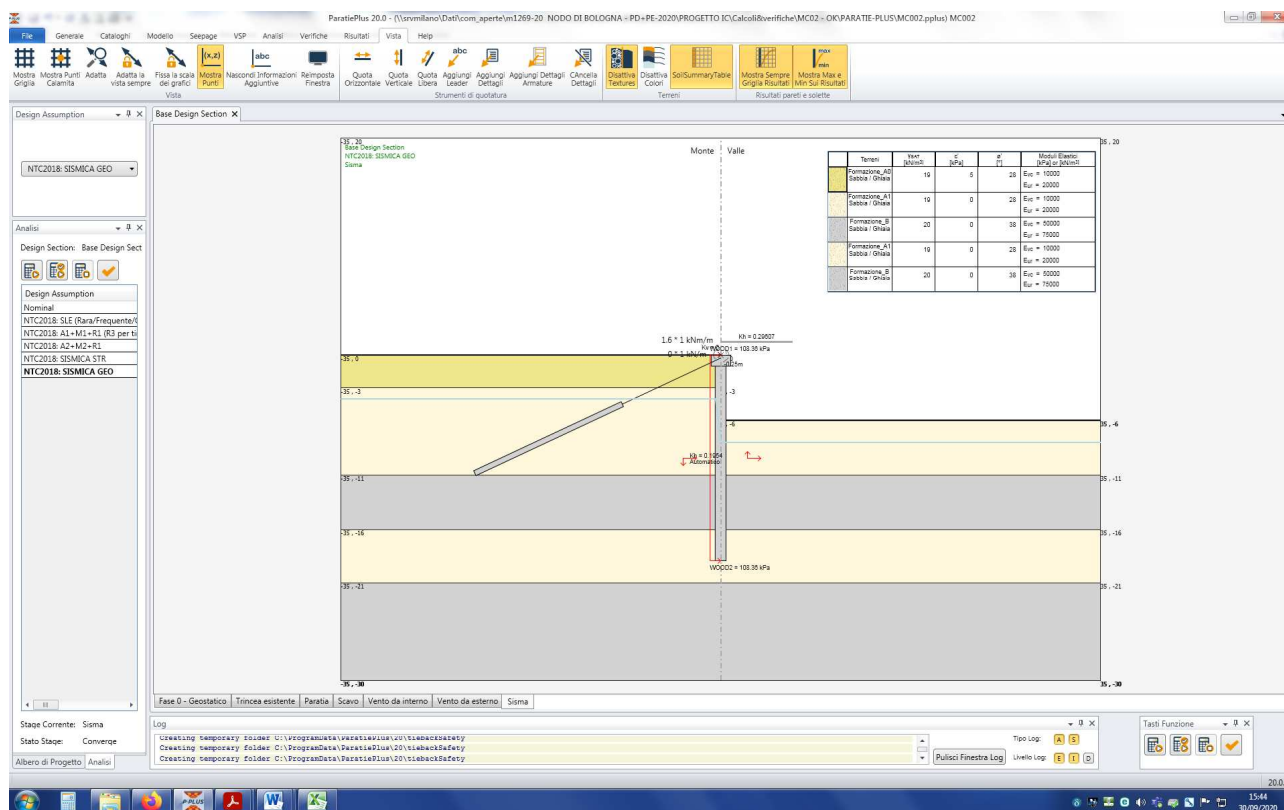 ParatiePlus 20.0 - (\\srvmilano\Dati\com_aperte\m1269-20 NODO DI BOLOGNA - PD+PE-2020\PROGETTO IC\Calcoli&verifiche\MC02 - OK\PARATIE-PLUS\MC002.pplus) MC002
File Generale Cataloghi Modello Seepage VSP Analisi Verifiche Risultati Vista Help
Mostra Griglia
Mostra Punti Calamita
Adatta
Adatta la vista sempre
Fissa la scala dei grafici
(x,z)
Mostra Punti
abc
Nascondi Informazioni Aggiuntive
Reimposta Finestra
Vista
Quota Orizzontale
Quota Verticale
Quota Libera
abc
Aggiungi Leader
Aggiungi Dettagli
Aggiungi Dettagli Armature
CAncella Dettagli
Strumenti di quotatura
Disattiva Textures
Disattiva Colori
SoilSummaryTable
Terreni
Mostra Sempre Griglia Risultati
max
min
Mostra Max e Min Sui Risultati
Risultati pareti e solette
Design Assumption
NTC2018: SISMICA GEO
Analisi
Design Section: Base Design Sect
Design Assumption
Nominal
NTC2018: SLE (Rara/Frequente/
NTC2018: A1+M1+R1 (R3 per ti
NTC2018: A2+M2+R1
NTC2018: SISMICA STR
NTC2018: SISMICA GEO
Stage Corrente: Sisma
Stato Stage: Converge
Albero di Progetto Analisi
Base Design Section
-35, 20
Base Design Section
NTC2018: SISMICA GEO
Sisma
Monte Valle
35, 20
Terreni γSAT [kN/m³] c' [kPa] ø' [°] Moduli Elastici [kPa] or [kN/m³]
Formazione_A0 Sabbia / Ghiaia 19 5 28 Evc = 10000 Eur = 20000
Formazione_A1 Sabbia / Ghiaia 19 0 28 Evc = 10000 Eur = 20000
Formazione_B Sabbia / Ghiaia 20 0 38 Evc = 50000 Eur = 75000
Formazione_A1 Sabbia / Ghiaia 19 0 28 Evc = 10000 Eur = 20000
Formazione_B Sabbia / Ghiaia 20 0 38 Evc = 50000 Eur = 75000
1.6 * 1 kNm/m
Kh = 0.29607
WOOD1 = 108.36 kPa
0 * 1 kN/m
-35, 0
-35, -3
, -3
, -6
35, -6
Automatico
-35, -11
35, -11
-35, -16
35, -16
WOOD2 = 108.36 kPa
-35, -21
35, -21
-35, -30
35, -30
Fase 0 - Geostatico Trincea esistente Paratia Scavo Vento da interno Vento da esterno Sisma
Log
Creating temporary folder C:\ProgramData\ParatiePlus\20\tiebackSafety
Creating temporary folder C:\ProgramData\ParatiePlus\20\tiebackSafety
Creating temporary folder C:\ProgramData\ParatiePlus\20\tiebackSafety
Pulisci Finestra Log
Tipo Log: A S
Livello Log: E I D
Tasti Funzione
20.0.
P-PLUS
15:44